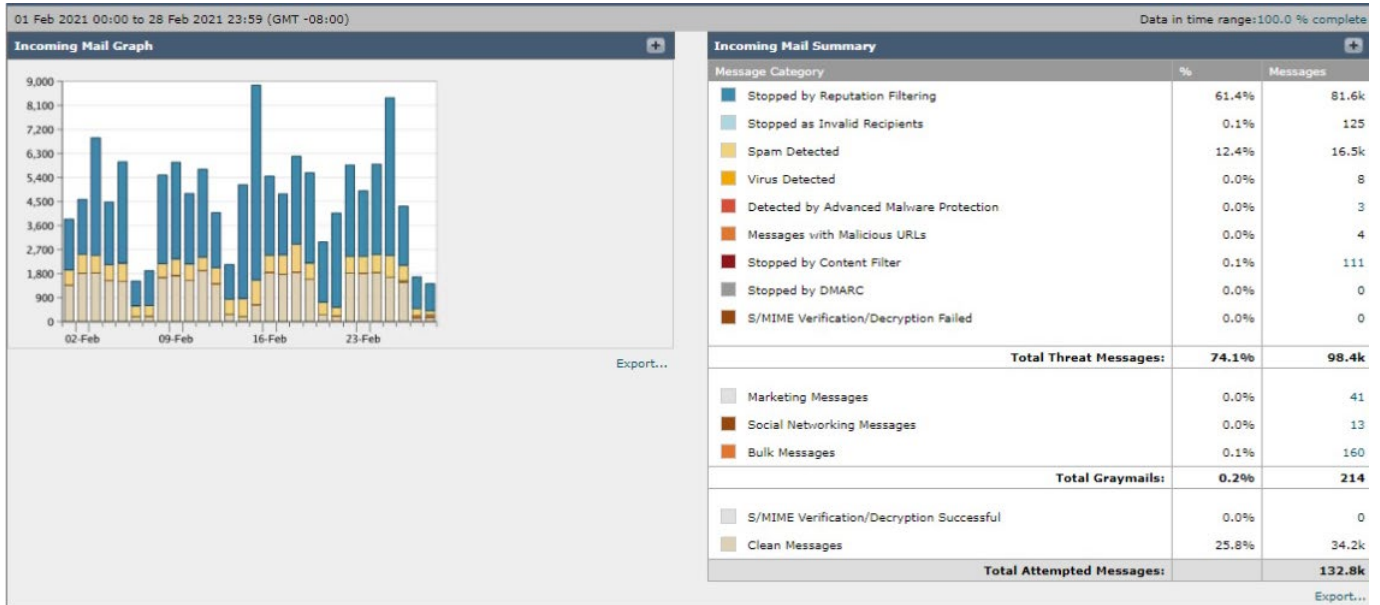 01 Feb 2021 00:00 to 28 Feb 2021 23:59 (GMT -08:00)
Data in time range:100.0 % complete
Incoming Mail Graph
9,000
8,100
7,200
6,300
5,400
4,500
3,600
2,700
1,800
900
0
02-Feb 09-Feb 16-Feb 23-Feb
Export...
Incoming Mail Summary
Message Category % Messages
Stopped by Reputation Filtering 61.4% 81.6k
Stopped as Invalid Recipients 0.1% 125
Spam Detected 12.4% 16.5k
Virus Detected 0.0% 8
Detected by Advanced Malware Protection 0.0% 3
Messages with Malicious URLs 0.0% 4
Stopped by Content Filter 0.1% 111
Stopped by DMARC 0.0% 0
S/MIME Verification/Decryption Failed 0.0% 0
Total Threat Messages: 74.1% 98.4k
Marketing Messages 0.0% 41
Social Networking Messages 0.0% 13
Bulk Messages 0.1% 160
Total Graymails: 0.2% 214
S/MIME Verification/Decryption Successful 0.0% 0
Clean Messages 25.8% 34.2k
Total Attempted Messages: 132.8k
Export...